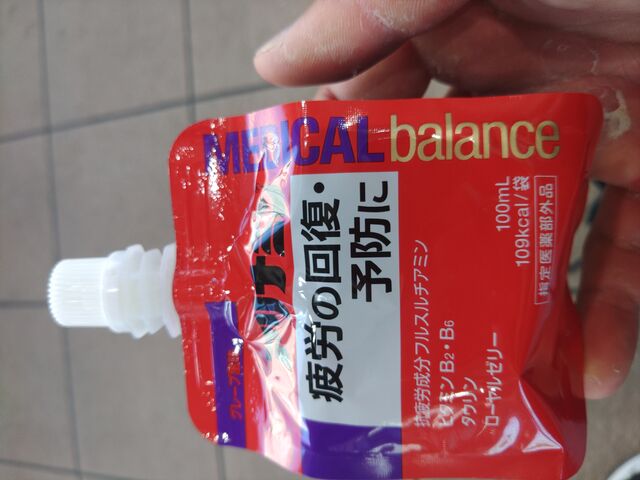 MEDICAL balance
疲労の回復・
予防に
抗疲労成分フルスルチアミン
ビタミンB2・B6
タウリン
ローヤルゼリー
100mL
109kcal/袋
指定医薬部外品